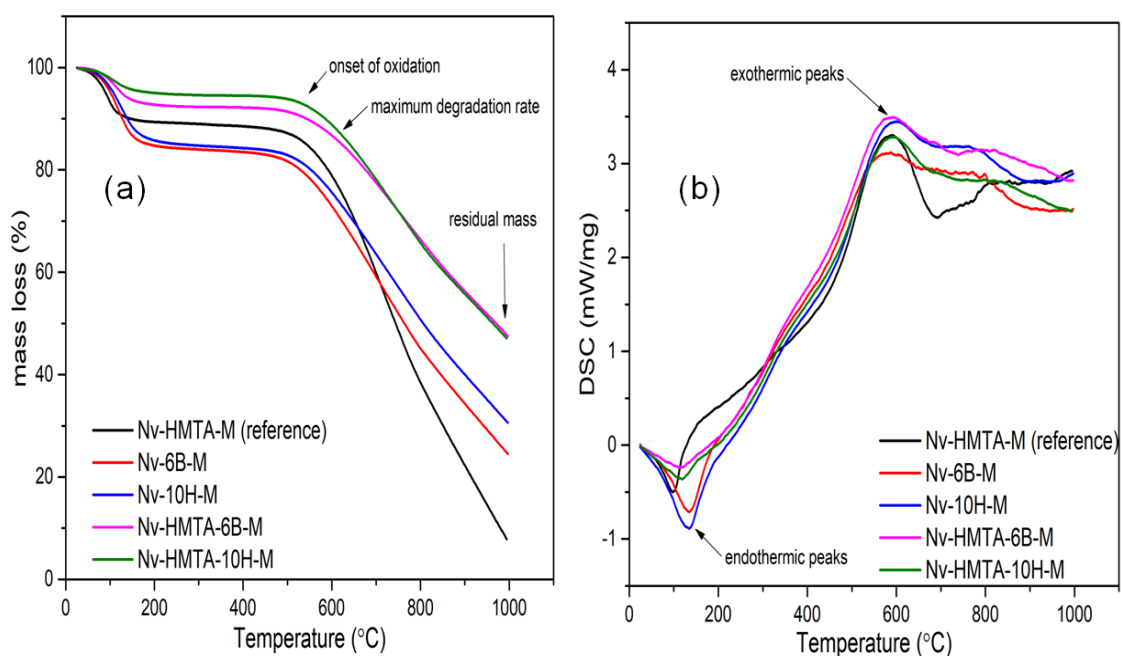 100
80
60
40
20
0
mass loss (%)
(a)
onset of oxidation
maximum degradation rate
residual mass
Nv-HMTA-M (reference)
Nv-6B-M
Nv-10H-M
Nv-HMTA-6B-M
Nv-HMTA-10H-M
0 200 400 600 800 1000
Temperature (°C)
4
3
2
1
0
-1
DSC (mW/mg)
(b)
exothermic peaks
endothermic peaks
Nv-HMTA-M (reference)
Nv-6B-M
Nv-10H-M
Nv-HMTA-6B-M
Nv-HMTA-10H-M
0 200 400 600 800 1000
Temperature (°C)